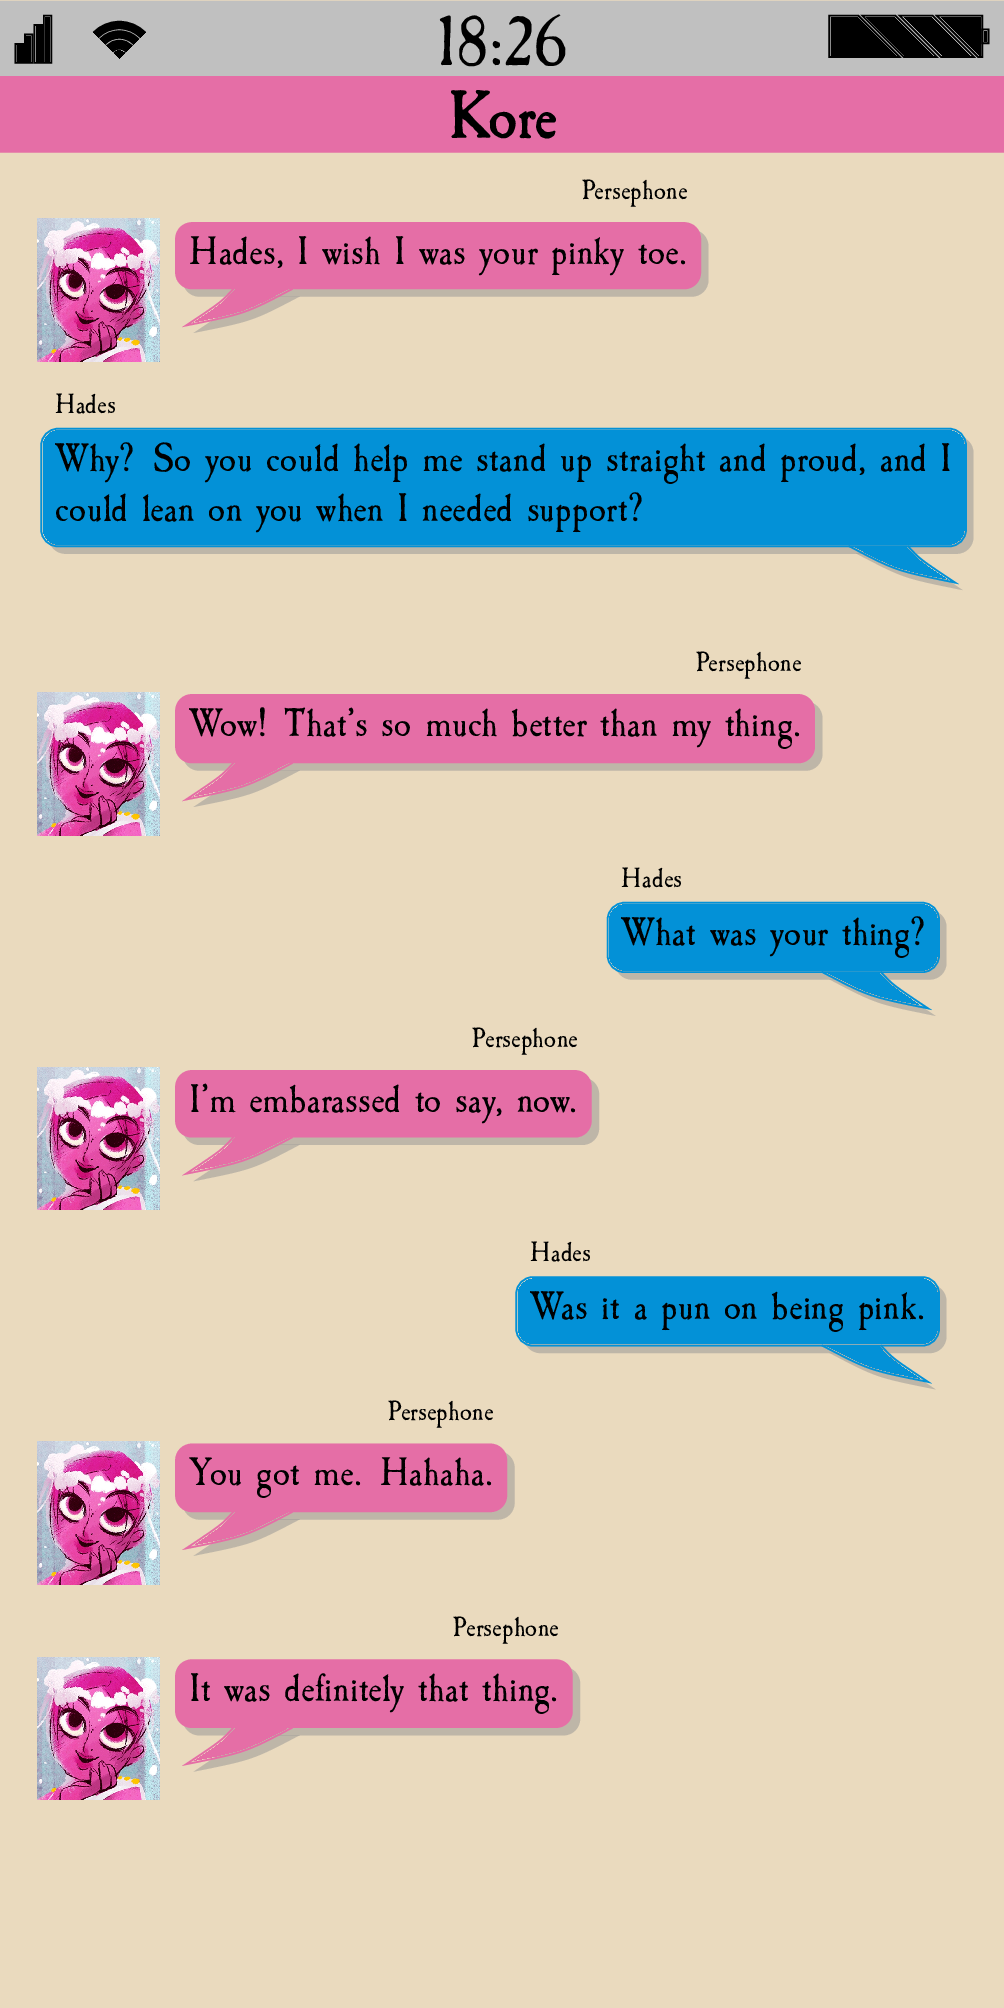 18:26
Kore
Persephone
Hades, I wish I was your pinky toe.
Hades
Why? So you could help me stand up straight and proud, and I
could lean on you when I needed support?
Persephone
Wow! That's so much better than my thing.
Hades
What was your thing?
Persephone
I'm embarassed to say, now.
Hades
Was it a pun on being pink.
Persephone
You got me. Hahaha.
Persephone
It was definitely that thing.